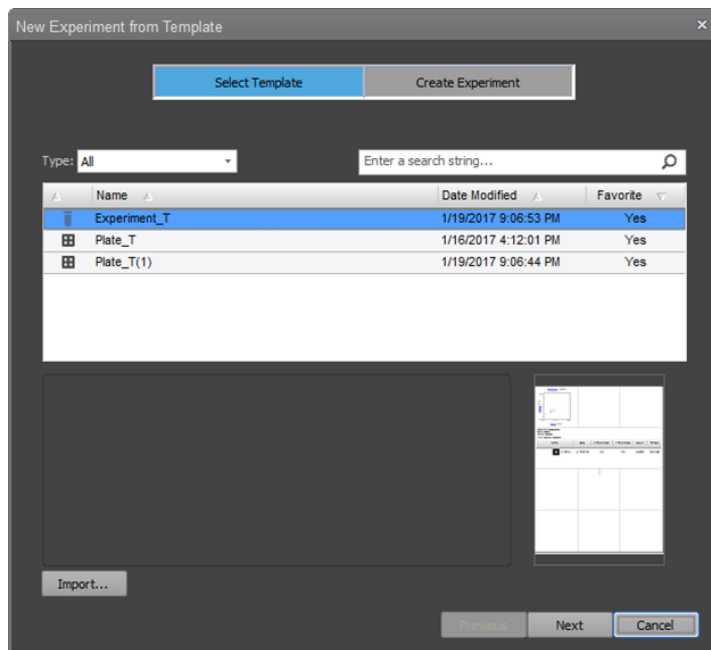 New Experiment from Template
Select Template Create Experiment
Type: All Enter a search string...
Name Date Modified Favorite
Experiment_T 1/19/2017 9:06:53 PM Yes
Plate_T 1/16/2017 4:12:01 PM Yes
Plate_T(1) 1/19/2017 9:06:44 PM Yes
Import...
Previous Next Cancel